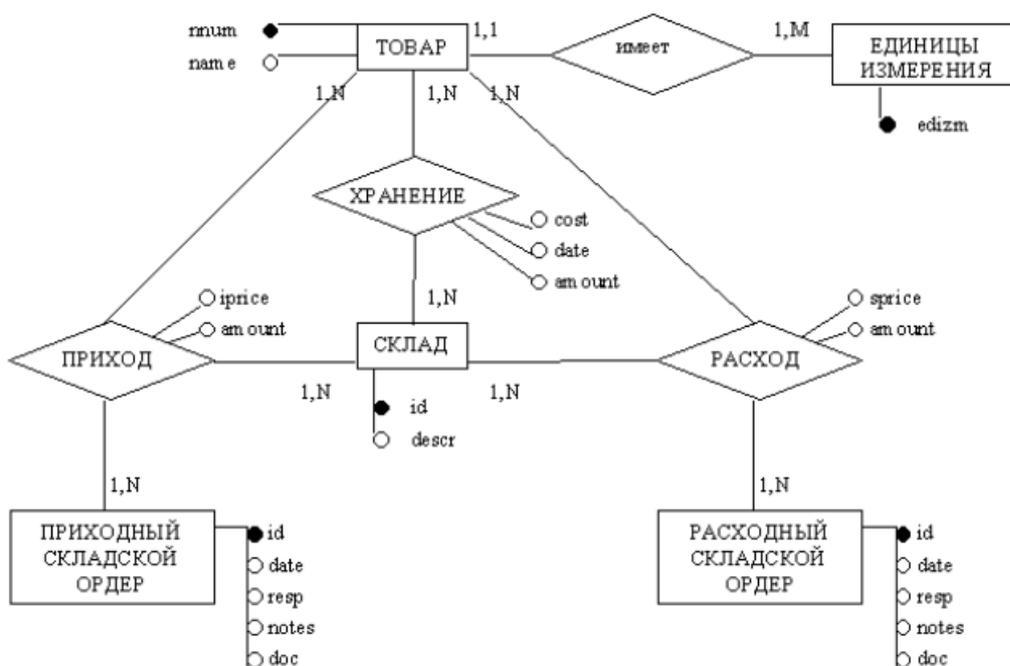 nnum
name
ТОВАР
1,1
имеет
1,M
ЕДИНИЦЫ
ИЗМЕРЕНИЯ
edizm
1,N
1,N
1,N
ХРАНЕНИЕ
cost
date
amount
1,N
iprice
amount
ПРИХОД
СКЛАД
sprice
amount
РАСХОД
1,N
1,N
id
descr
1,N
1,N
ПРИХОДНЫЙ
СКЛАДСКОЙ
ОРДЕР
id
date
resp
notes
doc
РАСХОДНЫЙ
СКЛАДСКОЙ
ОРДЕР
id
date
resp
notes
doc